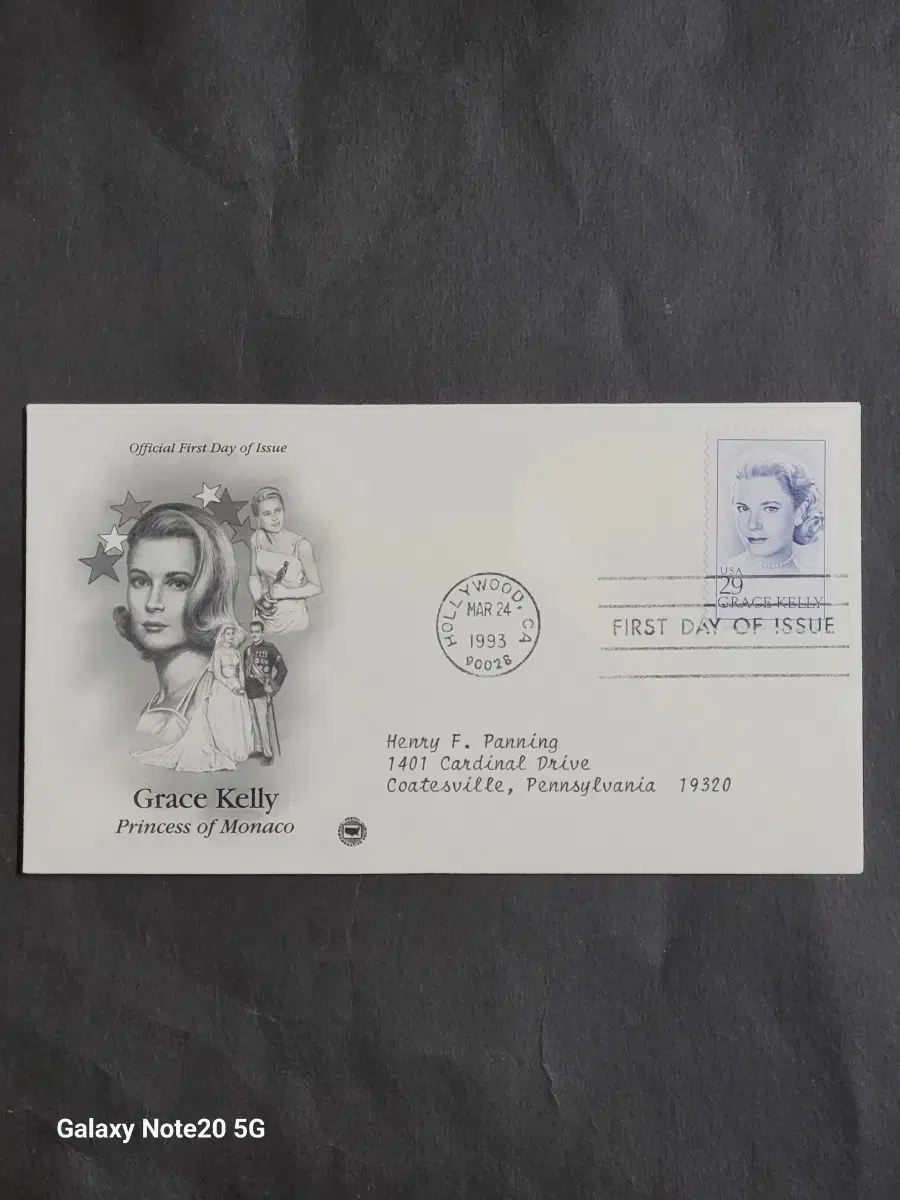 Official First Day of Issue
USA
29
GRACE KELLY
HOLLYWOOD, CA
MAR 24
1993
90028
FIRST DAY OF ISSUE
Henry F. Panning
1401 Cardinal Drive
Coatesville, Pennsylvania 19320
Grace Kelly
Princess of Monaco
Galaxy Note20 5G